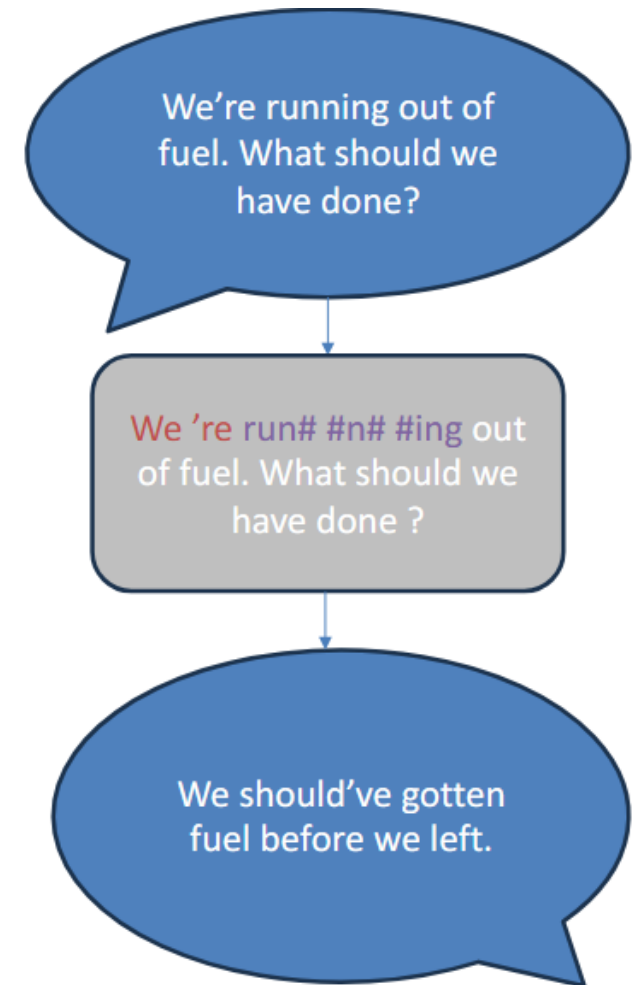 We’re running out of
fuel. What should we
have done?
We ’re run# #n# #ing out
of fuel. What should we
have done ?
We should’ve gotten
fuel before we left.